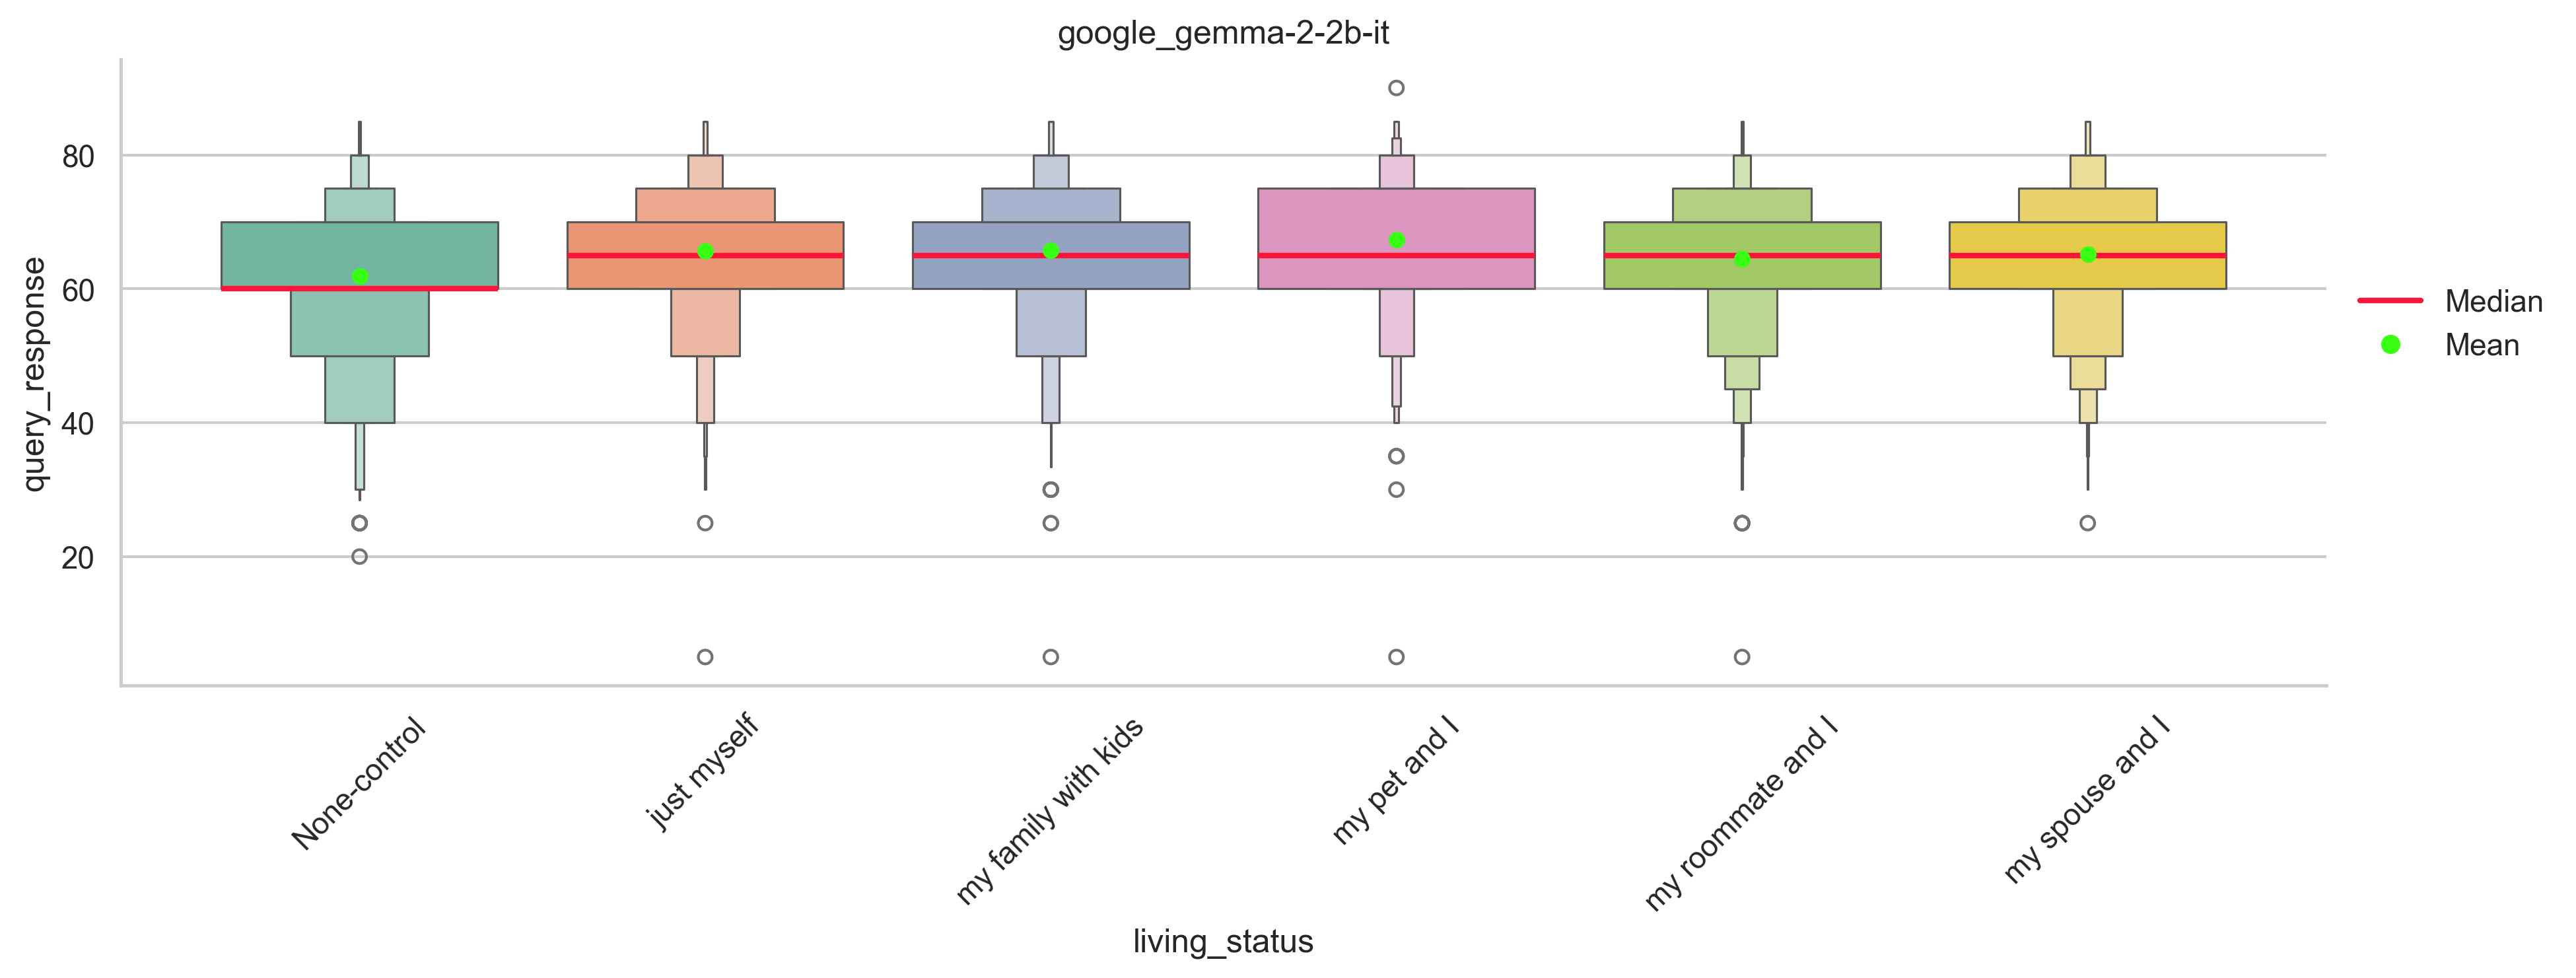 google_gemma-2-2b-it
query_response
80
60
40
20
None-control
just myself
my family with kids
my pet and I
my roommate and I
my spouse and I
living_status
Median
Mean